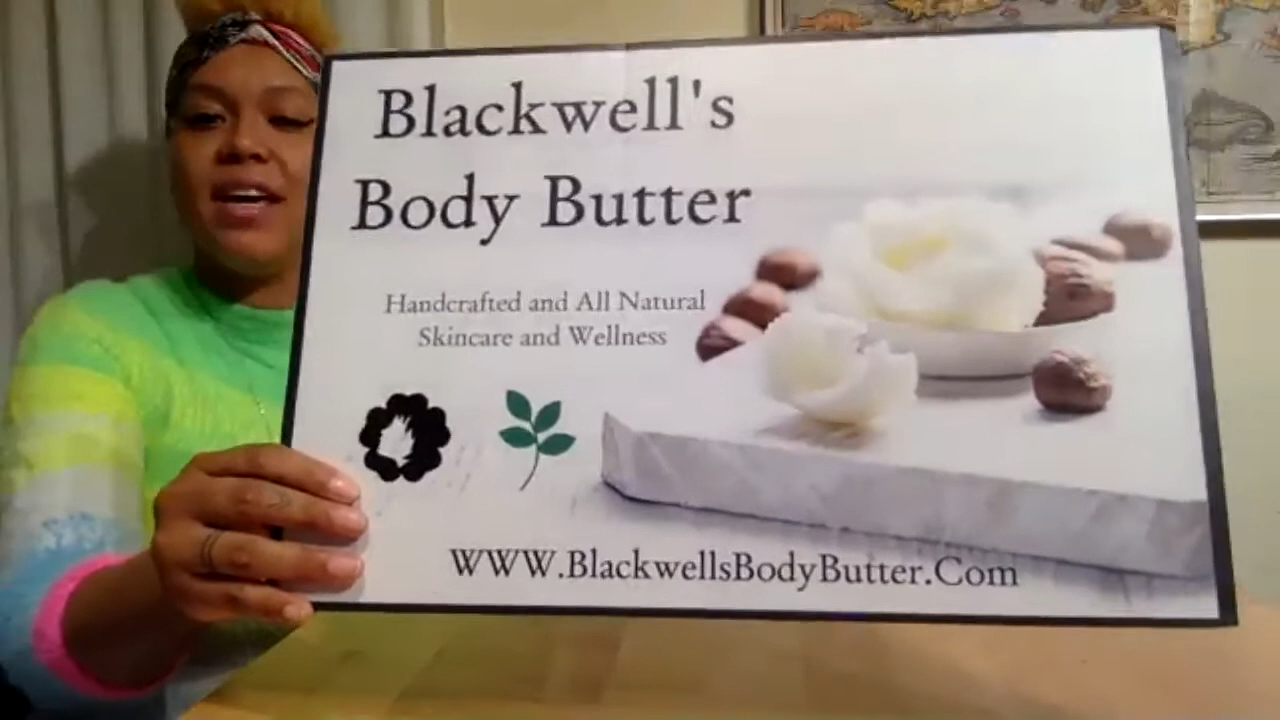 Blackwell's
Body Butter
Handcrafted and All Natural
Skincare and Wellness
WWW.BlackwellsBodyButter.Com